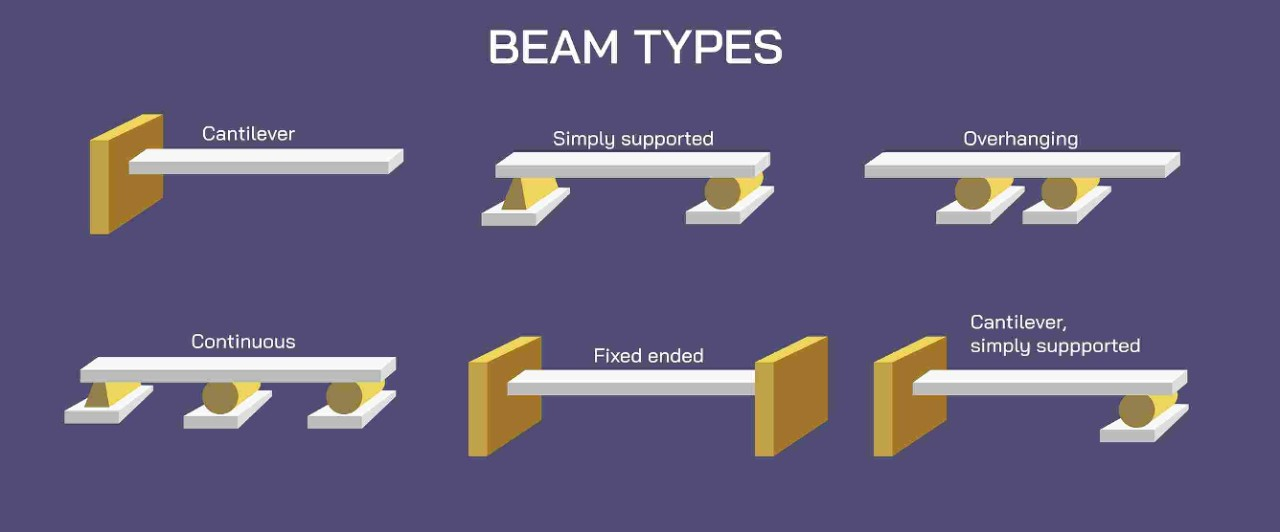 BEAM TYPES
Cantilever
Simply supported
Overhanging
Continuous
Fixed ended
Cantilever,
simply suppported